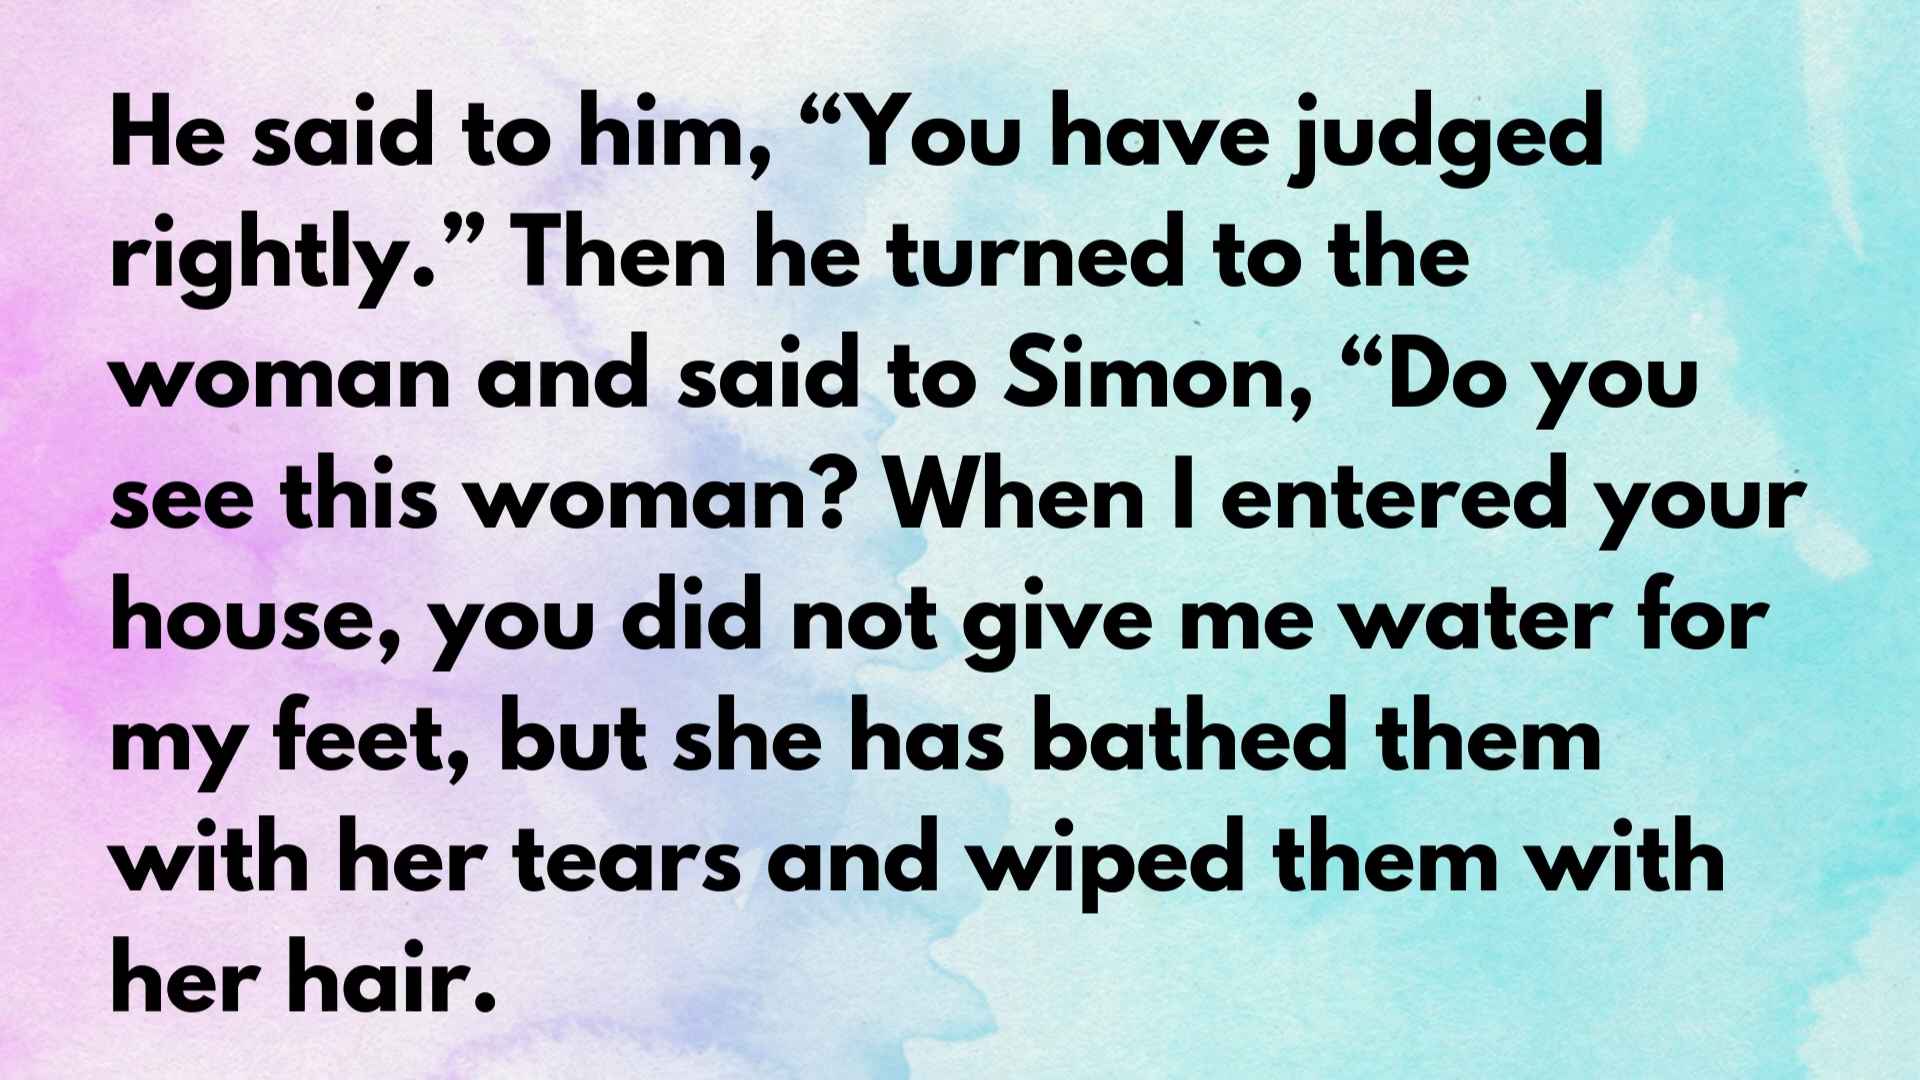 He said to him, “You have judged
rightly.” Then he turned to the
woman and said to Simon, “Do you
see this woman? When I entered your
house, you did not give me water for
my feet, but she has bathed them
with her tears and wiped them with
her hair.